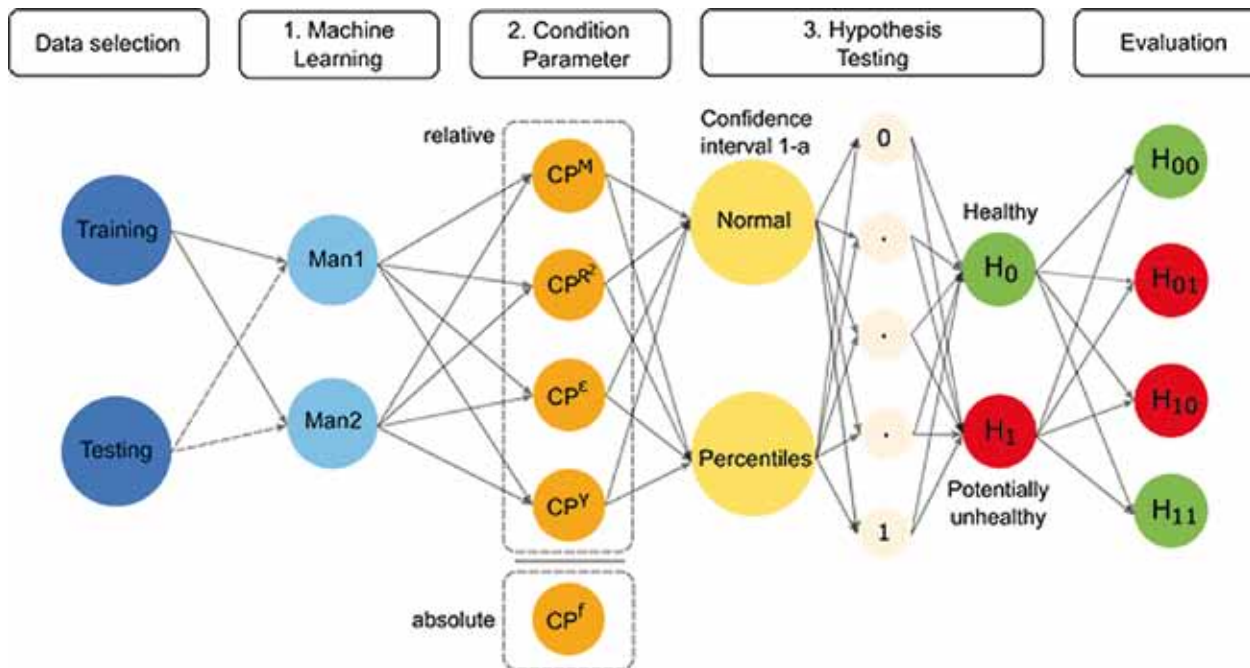 Data selection
1. Machine
Learning
2. Condition
Parameter
3. Hypothesis
Testing
Evaluation
relative
Confidence
interval 1-a
Training
Testing
Man1
Man2
CP^M
CP^R²
CP^ε
CP^Y
absolute
CP^f
Normal
Percentiles
0
.
.
.
1
Healthy
H₀
H₁
Potentially
unhealthy
H₀₀
H₀₁
H₁₀
H₁₁